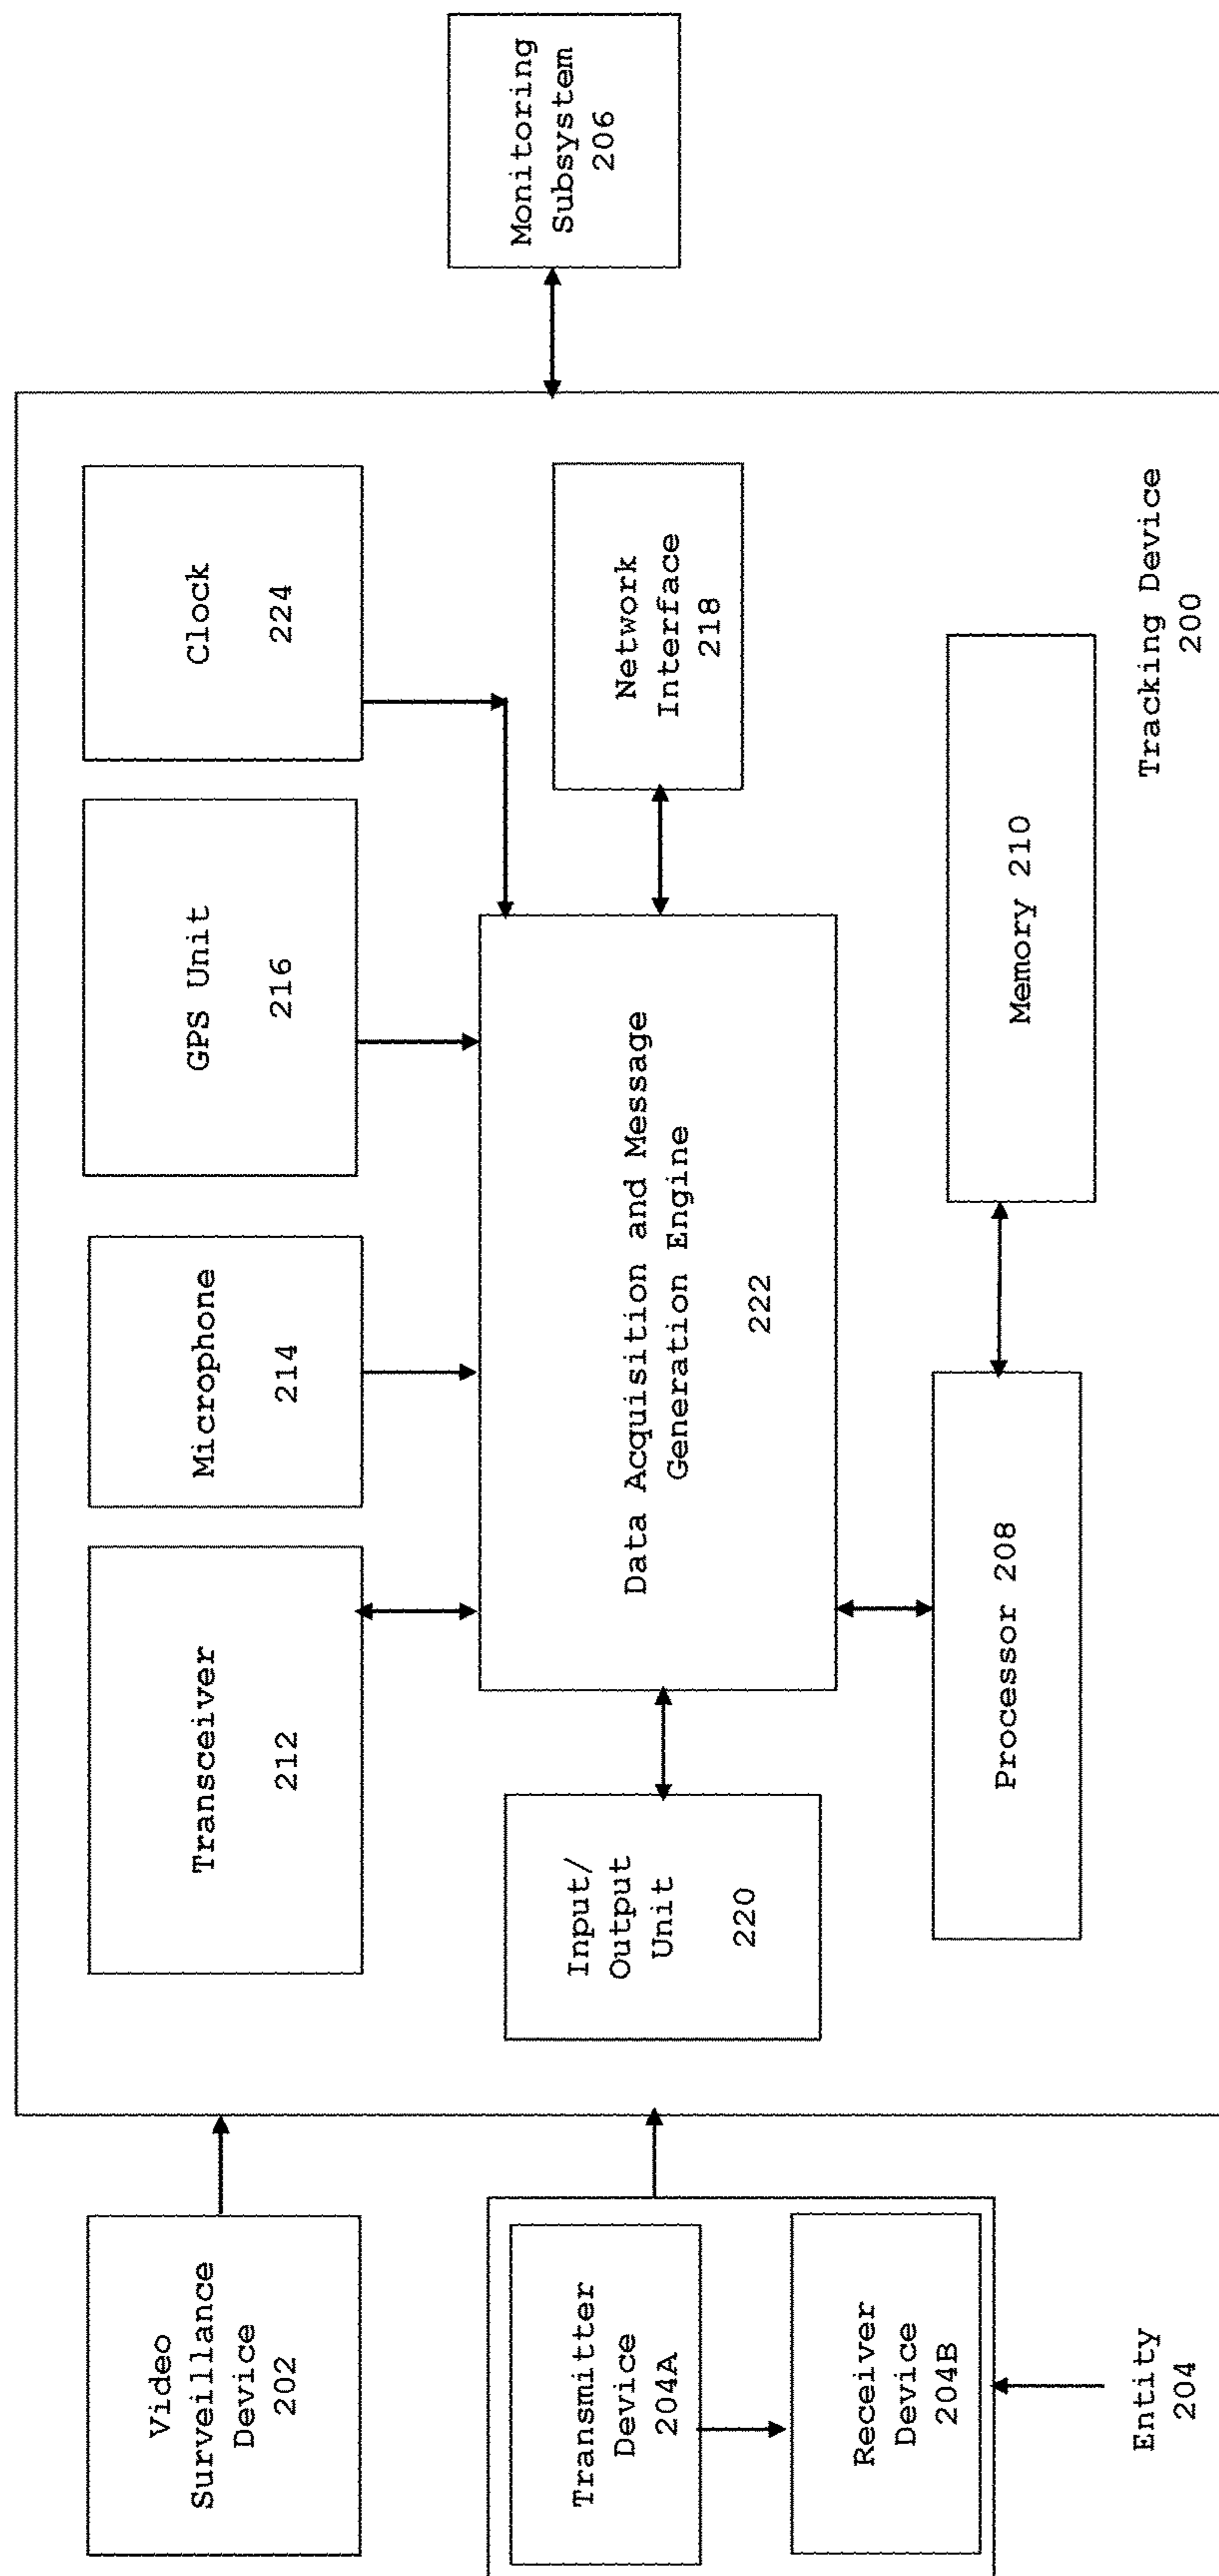 Video
Surveillance
Device
202
Transmitter
Device
204A
Receiver
Device
204B
Entity
204
Transceiver
212
Microphone
214
GPS Unit
216
Clock
224
Input/
Output
Unit
220
Data Acquisition and Message
Generation Engine
222
Network
Interface
218
Processor 208
Memory 210
Tracking Device
200
Monitoring
Subsystem
206